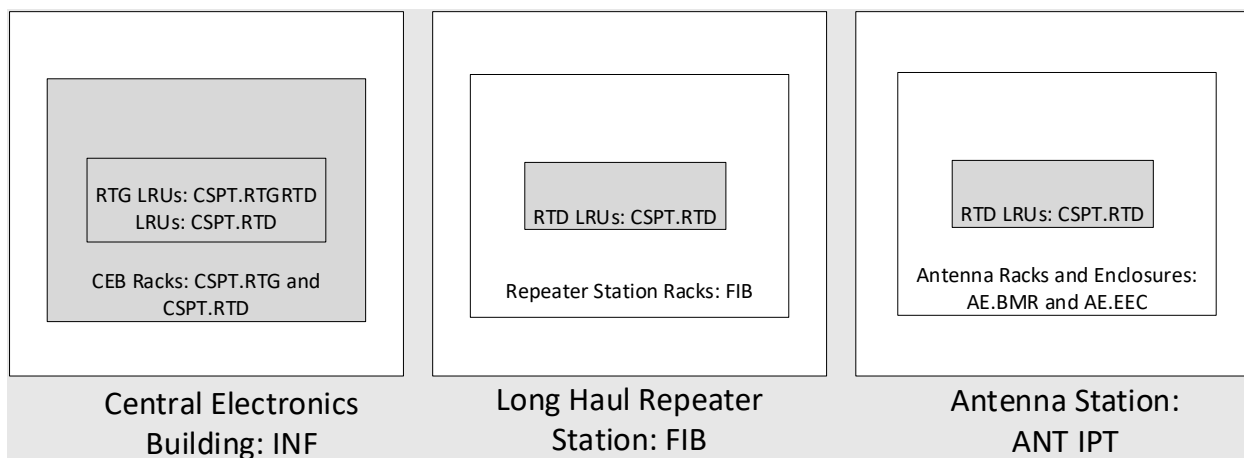 RTG LRUs: CSPT.RTGRTD
LRUs: CSPT.RTD
CEB Racks: CSPT.RTG and
CSPT.RTD
Central Electronics
Building: INF
RTD LRUs: CSPT.RTD
Repeater Station Racks: FIB
Long Haul Repeater
Station: FIB
RTD LRUs: CSPT.RTD
Antenna Racks and Enclosures:
AE.BMR and AE.EEC
Antenna Station:
ANT IPT